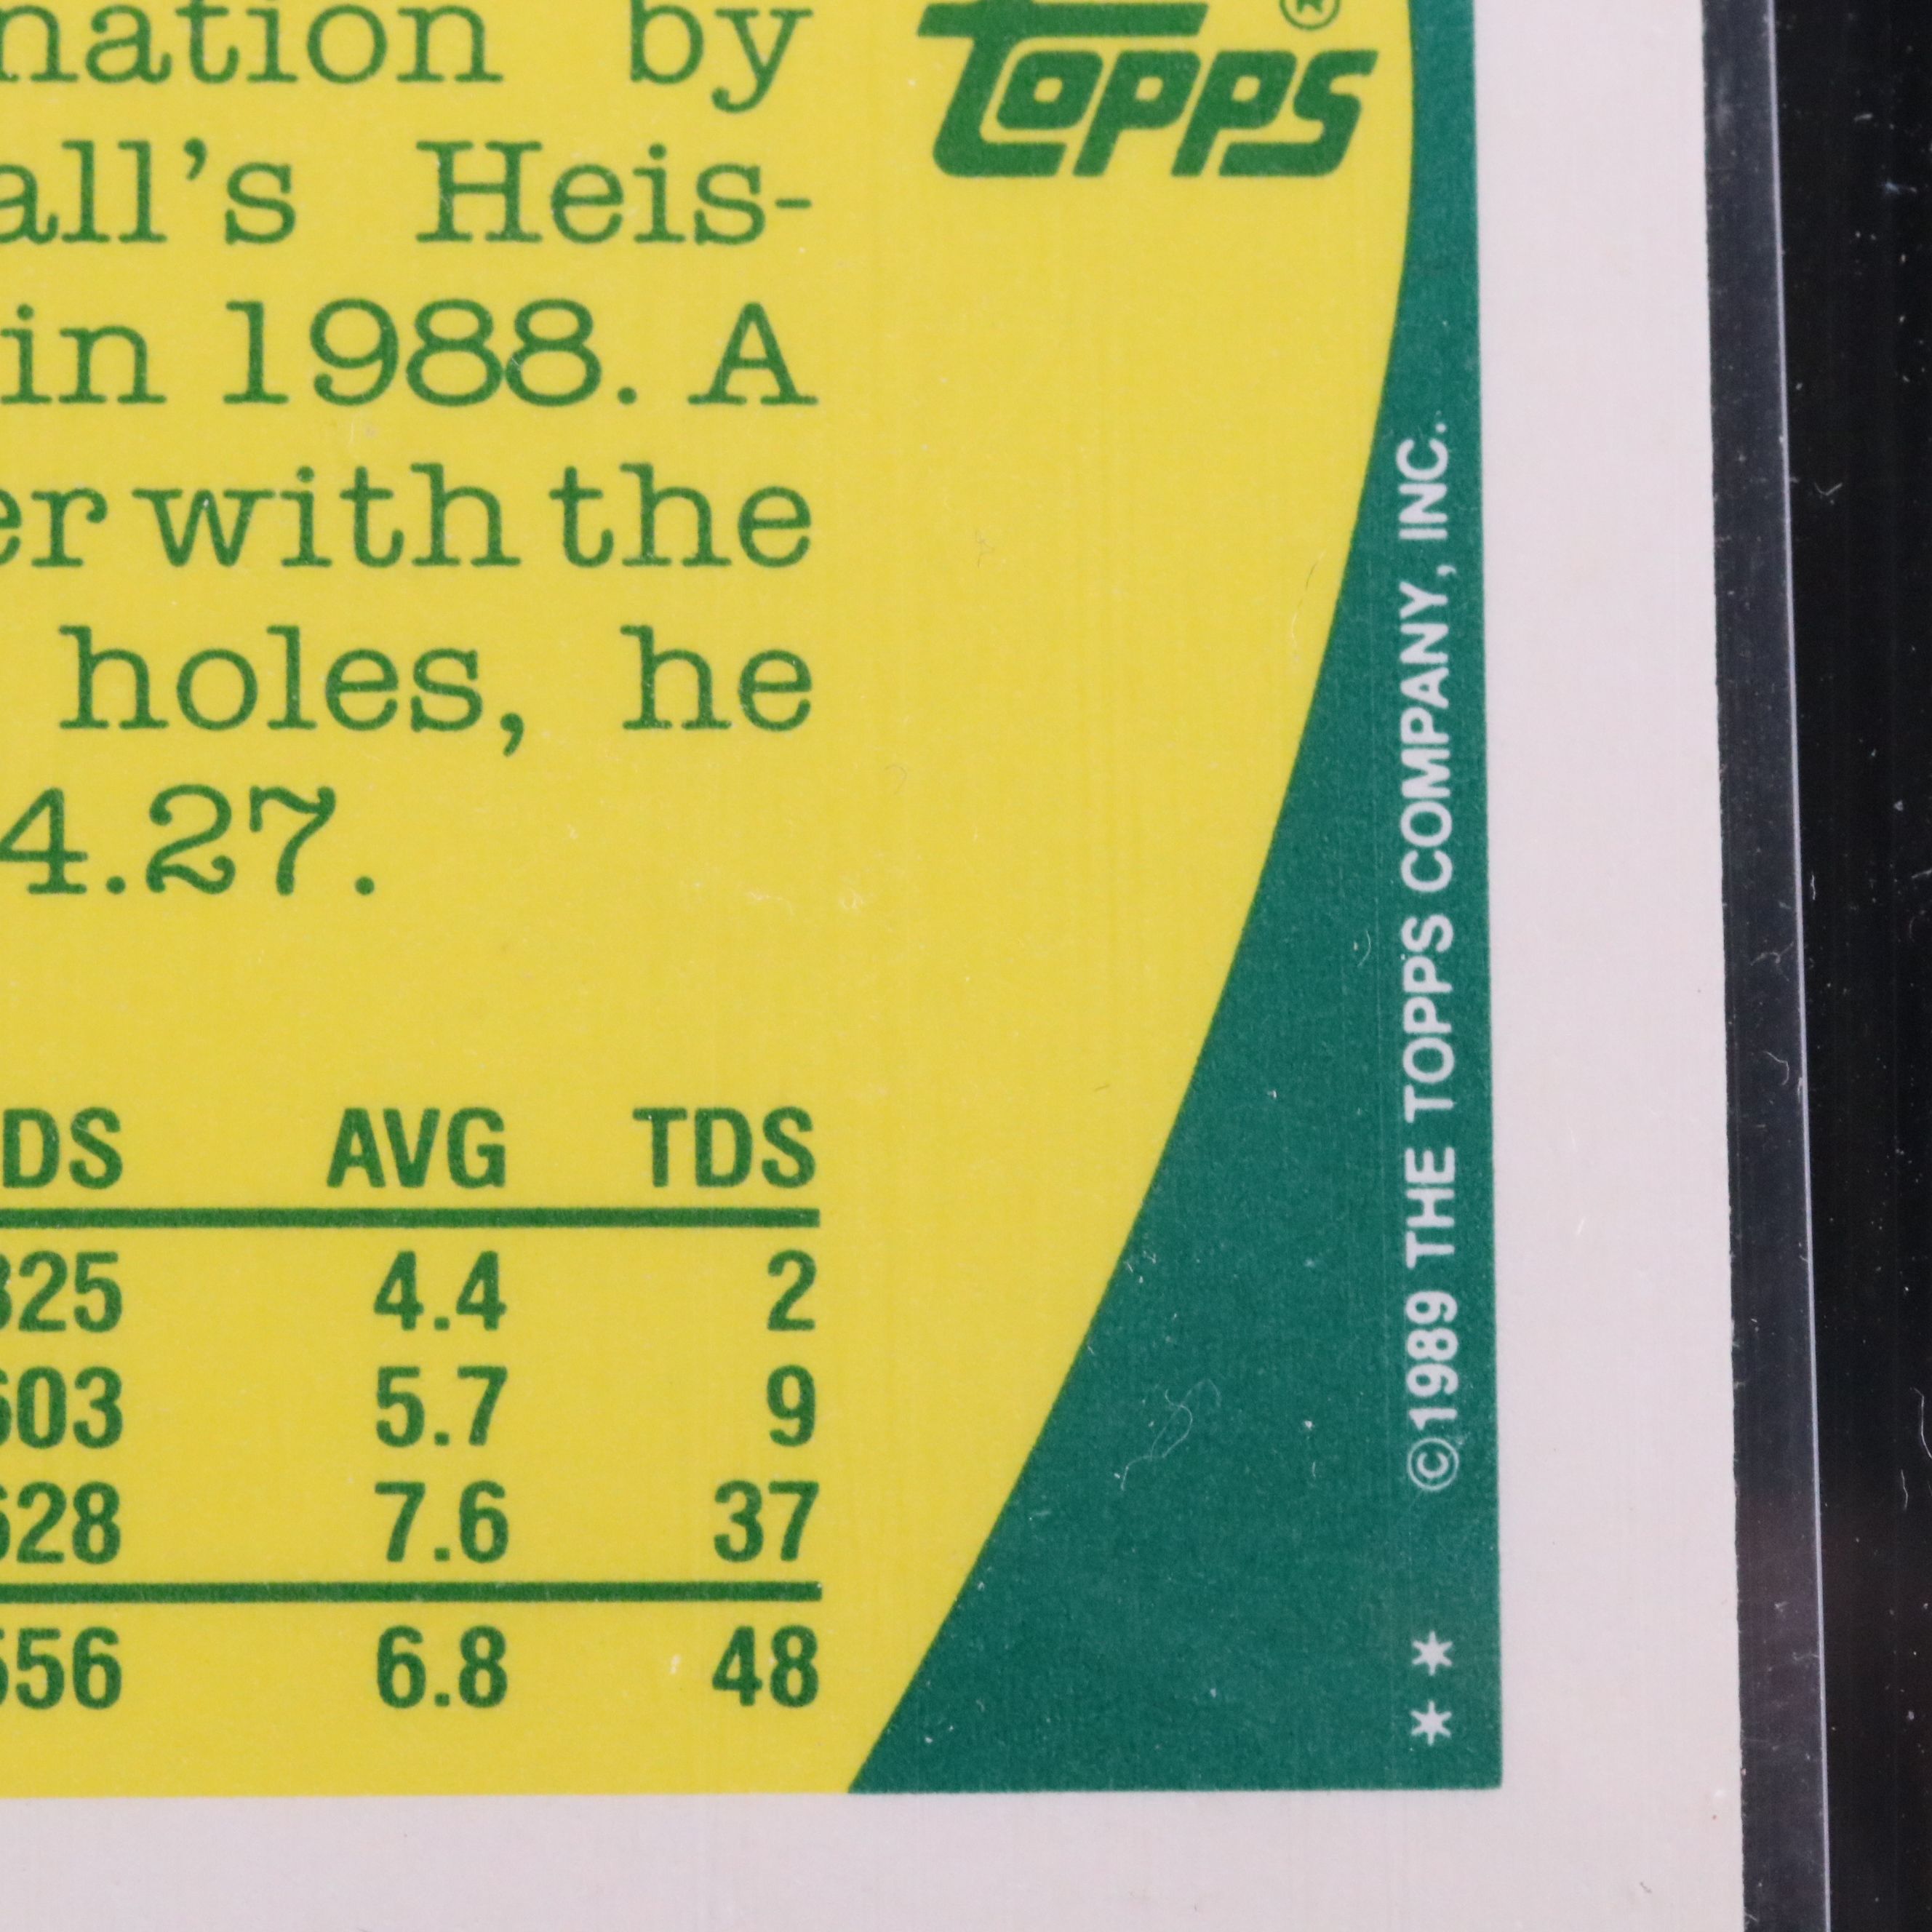 nation by
all's Heis-
in 1988. A
er with the
holes, he
4.27.
Topps®
DS AVG TDS
325 4.4 2
603 5.7 9
628 7.6 37
556 6.8 48
©1989 THE TOPPS COMPANY, INC.
**